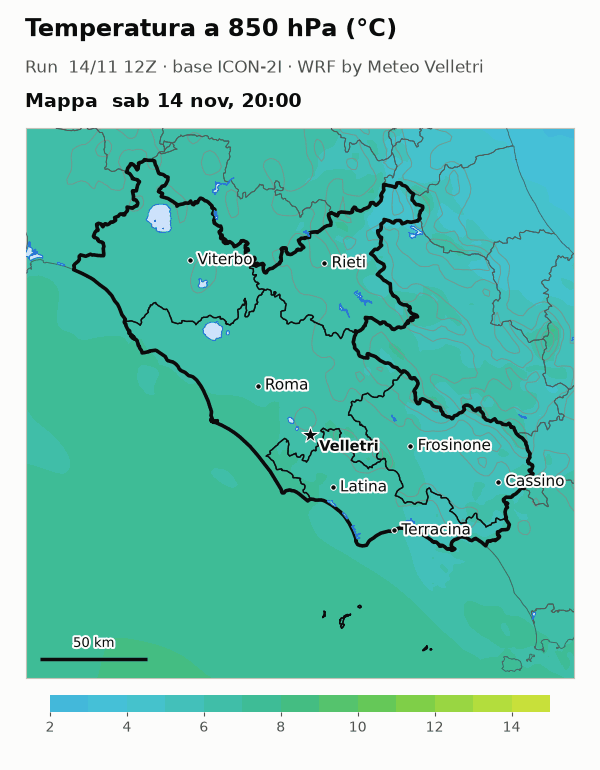 Temperatura a 850 hPa (°C)
Run  14/11 12Z · base ICON-2I · WRF by Meteo Velletri
Mappa  sab 14 nov, 20:00
Viterbo
Rieti
Roma
Velletri
Frosinone
Latina
Cassino
Terracina
50 km
2 4 6 8 10 12 14